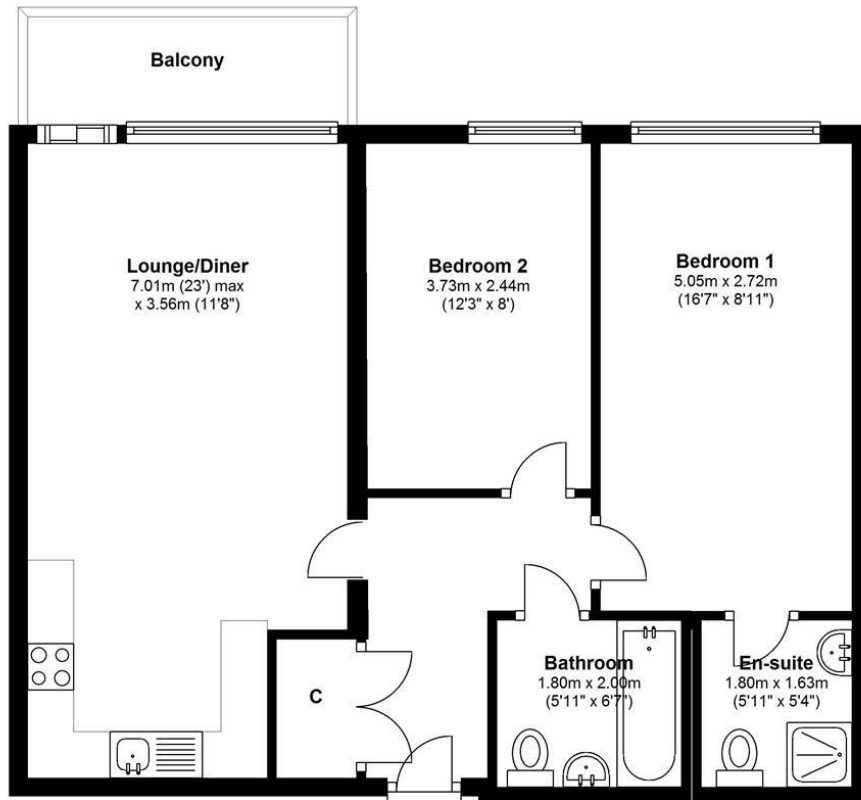 Balcony
Lounge/Diner
7.01m (23') max
x 3.56m (11'8")
Bedroom 2
3.73m x 2.44m
(12'3" x 8')
Bedroom 1
5.05m x 2.72m
(16'7" x 8'11")
C
Bathroom
1.80m x 2.00m
(5'11" x 6'7")
En-suite
1.80m x 1.63m
(5'11" x 5'4")